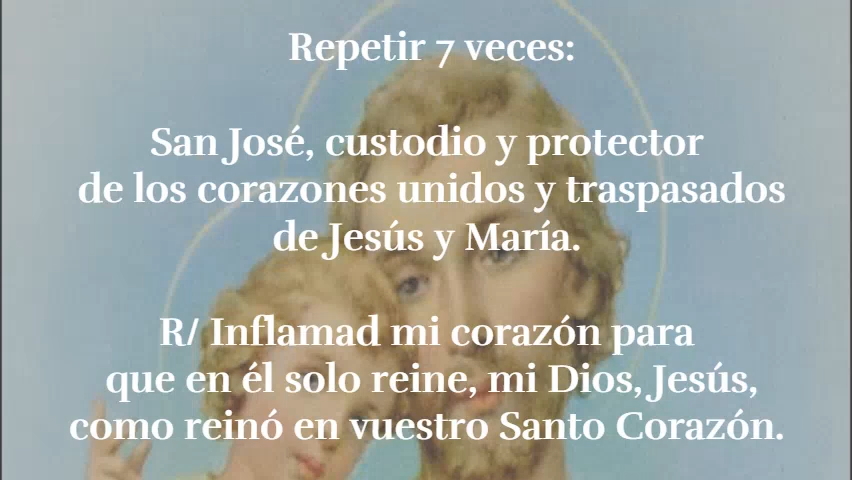 Repetir 7 veces:
San José, custodio y protector
de los corazones unidos y traspasados
de Jesús y María.
R/ Inflamad mi corazón para
que en él solo reine, mi Dios, Jesús,
como reinó en vuestro Santo Corazón.